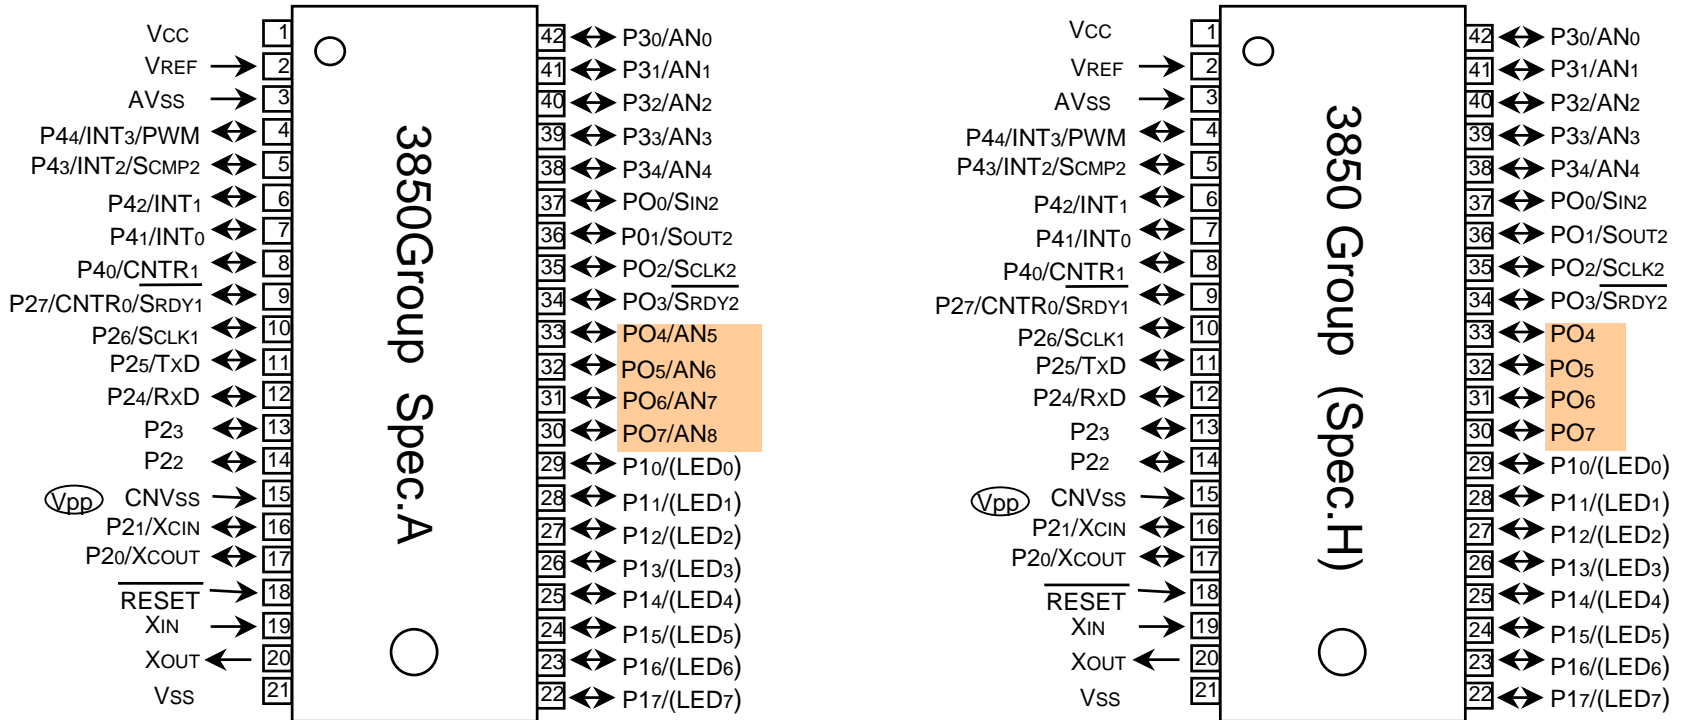 VCC 1 42 P30/AN0
VREF 2 41 P31/AN1
AVSS 3 40 P32/AN2
P44/INT3/PWM 4 39 P33/AN3
P43/INT2/SCMP2 5 38 P34/AN4
P42/INT1 6 37 PO0/SIN2
P41/INT0 7 36 P01/SOUT2
P40/CNTR1 8 35 PO2/SCLK2
P27/CNTR0/SRDY1 9 34 PO3/SRDY2
P26/SCLK1 10 33 PO4/AN5
P25/TXD 11 32 PO5/AN6
P24/RXD 12 31 PO6/AN7
P23 13 30 PO7/AN8
P22 14 29 P10/(LED0)
Vpp CNVSS 15 28 P11/(LED1)
P21/XCIN 16 27 P12/(LED2)
P20/XCOUT 17 26 P13/(LED3)
RESET 18 25 P14/(LED4)
XIN 19 24 P15/(LED5)
XOUT 20 23 P16/(LED6)
VSS 21 22 P17/(LED7)
3850Group Spec.A
VCC 1 42 P30/AN0
VREF 2 41 P31/AN1
AVSS 3 40 P32/AN2
P44/INT3/PWM 4 39 P33/AN3
P43/INT2/SCMP2 5 38 P34/AN4
P42/INT1 6 37 PO0/SIN2
P41/INT0 7 36 PO1/SOUT2
P40/CNTR1 8 35 PO2/SCLK2
P27/CNTR0/SRDY1 9 34 PO3/SRDY2
P26/SCLK1 10 33 PO4
P25/TXD 11 32 PO5
P24/RXD 12 31 PO6
P23 13 30 PO7
P22 14 29 P10/(LED0)
Vpp CNVSS 15 28 P11/(LED1)
P21/XCIN 16 27 P12/(LED2)
P20/XCOUT 17 26 P13/(LED3)
RESET 18 25 P14/(LED4)
XIN 19 24 P15/(LED5)
XOUT 20 23 P16/(LED6)
VSS 21 22 P17/(LED7)
3850 Group (Spec.H)